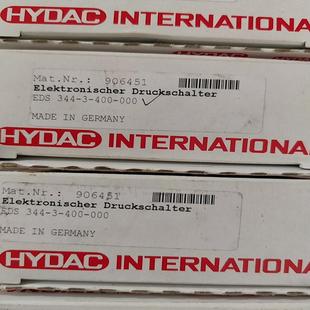 HYDAC INTERNATIONAL
Mat.Nr.: 906451
Elektronischer Druckschalter
EDS 344-3-400-000
MADE IN GERMANY
HYDAC INTERNATIONAL
Mat.Nr.: 906451
Elektronischer Druckschalter
EDS 344-3-400-000
MADE IN GERMANY
HYDAC INTERNATIONA